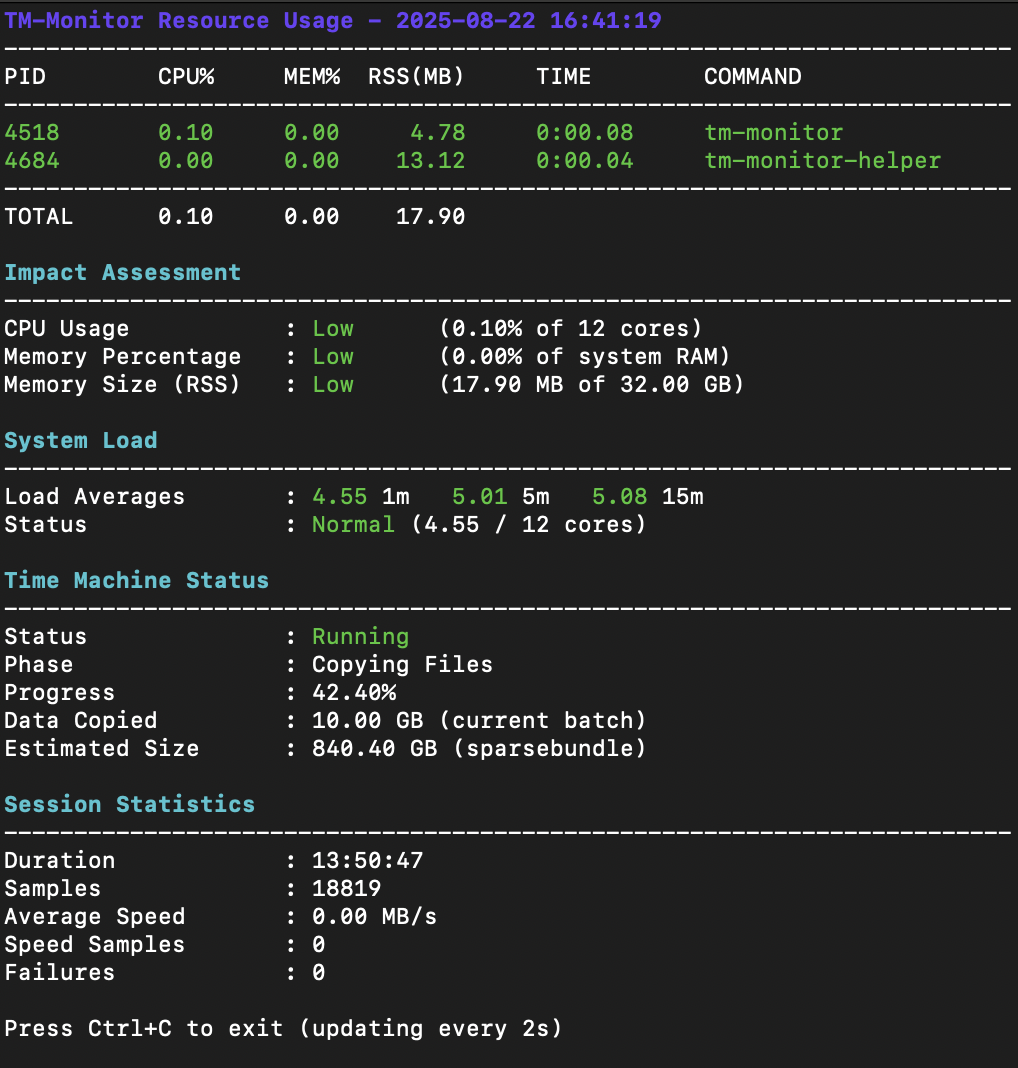 TM-Monitor Resource Usage - 2025-08-22 16:41:19
------------------------------------------------------------------------
PID        CPU%     MEM%  RSS(MB)     TIME        COMMAND
------------------------------------------------------------------------
4518       0.10     0.00     4.78     0:00.08     tm-monitor
4684       0.00     0.00    13.12     0:00.04     tm-monitor-helper
------------------------------------------------------------------------
TOTAL      0.10     0.00    17.90

Impact Assessment
------------------------------------------------------------------------
CPU Usage           : Low      (0.10% of 12 cores)
Memory Percentage   : Low      (0.00% of system RAM)
Memory Size (RSS)   : Low      (17.90 MB of 32.00 GB)

System Load
------------------------------------------------------------------------
Load Averages       : 4.55 1m   5.01 5m   5.08 15m
Status              : Normal (4.55 / 12 cores)

Time Machine Status
------------------------------------------------------------------------
Status              : Running
Phase               : Copying Files
Progress            : 42.40%
Data Copied         : 10.00 GB (current batch)
Estimated Size      : 840.40 GB (sparsebundle)

Session Statistics
------------------------------------------------------------------------
Duration            : 13:50:47
Samples             : 18819
Average Speed       : 0.00 MB/s
Speed Samples       : 0
Failures            : 0

Press Ctrl+C to exit (updating every 2s)